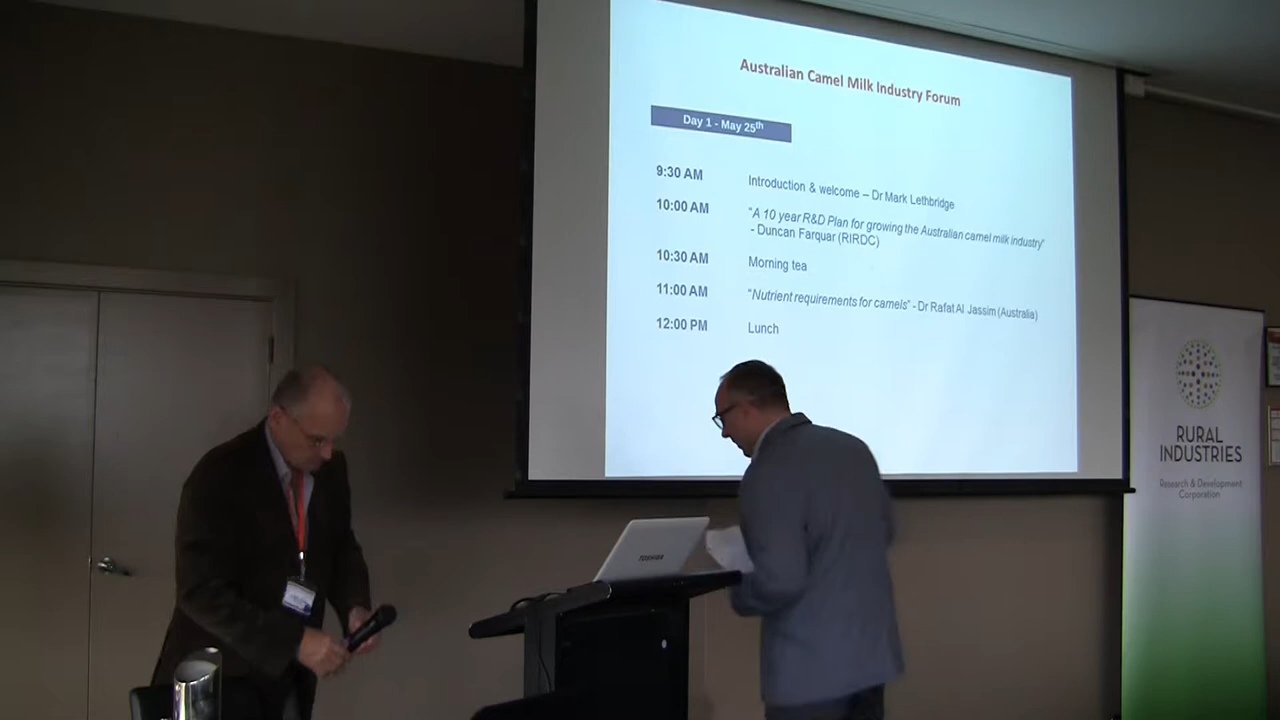 Australian Camel Milk Industry Forum
Day 1 - May 25th
9:30 AM Introduction & welcome – Dr Mark Lethbridge
10:00 AM "A 10 year R&D Plan for growing the Australian camel milk industry"
- Duncan Farquar (RIRDC)
10:30 AM Morning tea
11:00 AM "Nutrient requirements for camels" - Dr Rafat Al Jassim (Australia)
12:00 PM Lunch
RURAL
INDUSTRIES
Research & Development
Corporation
TOSHIBA